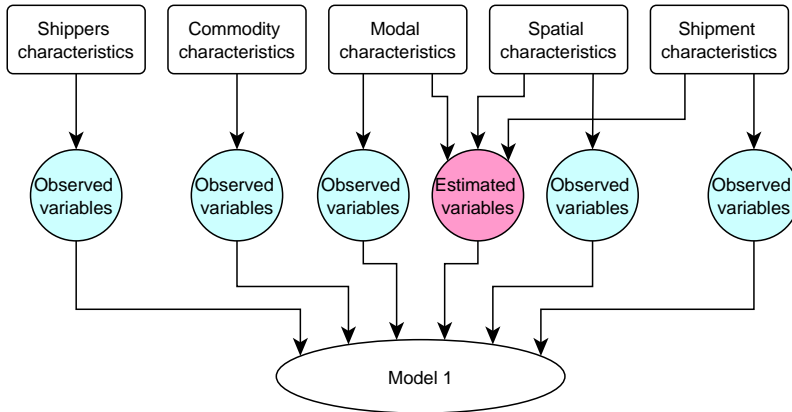 Shippers
characteristics
Commodity
characteristics
Modal
characteristics
Spatial
characteristics
Shipment
characteristics
Observed
variables
Observed
variables
Observed
variables
Estimated
variables
Observed
variables
Observed
variables
Model 1